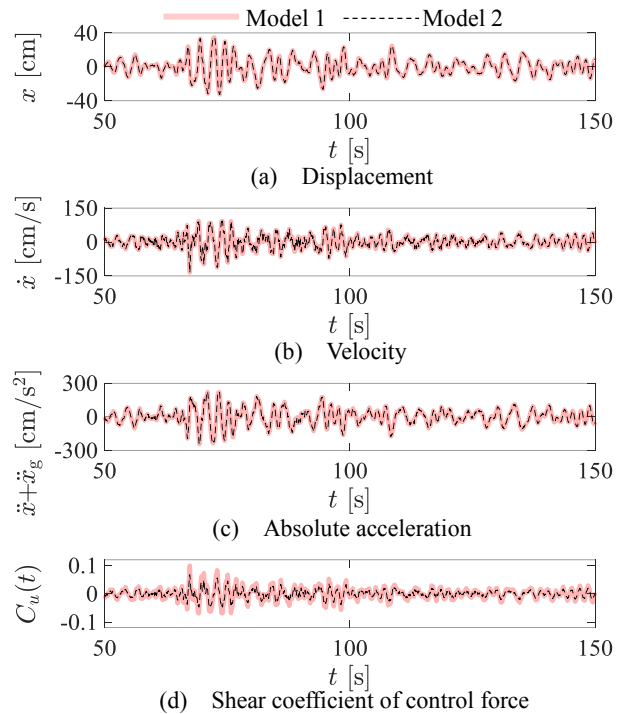 Model 1 Model 2
x [cm]
40
0
-40
50 100 150
t [s]
(a) Displacement
ẋ [cm/s]
150
0
-150
50 100 150
t [s]
(b) Velocity
ẍ+ẍg [cm/s²]
300
0
-300
50 100 150
t [s]
(c) Absolute acceleration
Cu(t)
0.1
0
-0.1
50 100 150
t [s]
(d) Shear coefficient of control force